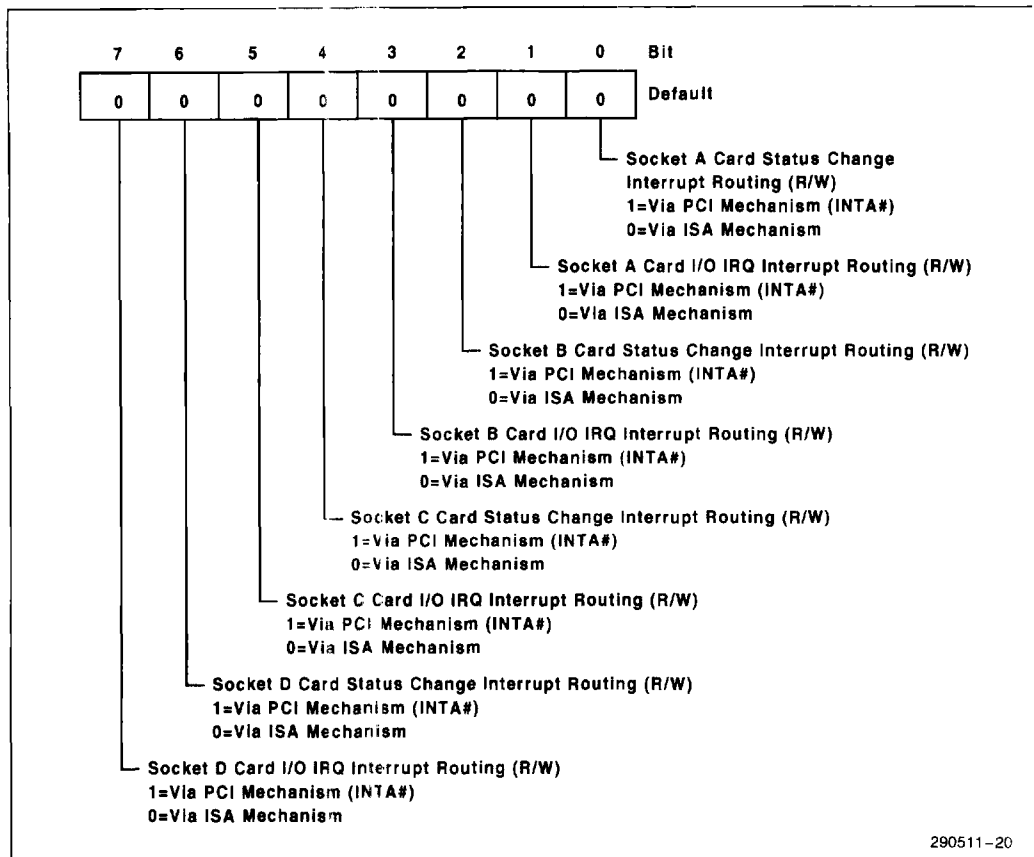 7 6 5 4 3 2 1 0 Bit
0 0 0 0 0 0 0 0 Default
Socket A Card Status Change
Interrupt Routing (R/W)
1=Via PCI Mechanism (INTA#)
0=Via ISA Mechanism
Socket A Card I/O IRQ Interrupt Routing (R/W)
1=Via PCI Mechanism (INTA#)
0=Via ISA Mechanism
Socket B Card Status Change Interrupt Routing (R/W)
1=Via PCI Mechanism (INTA#)
0=Via ISA Mechanism
Socket B Card I/O IRQ Interrupt Routing (R/W)
1=Via PCI Mechanism (INTA#)
0=Via ISA Mechanism
Socket C Card Status Change Interrupt Routing (R/W)
1=Via PCI Mechanism (INTA#)
0=Via ISA Mechanism
Socket C Card I/O IRQ Interrupt Routing (R/W)
1=Via PCI Mechanism (INTA#)
0=Via ISA Mechanism
Socket D Card Status Change Interrupt Routing (R/W)
1=Via PCI Mechanism (INTA#)
0=Via ISA Mechanism
Socket D Card I/O IRQ Interrupt Routing (R/W)
1=Via PCI Mechanism (INTA#)
0=Via ISA Mechanism
290511-20